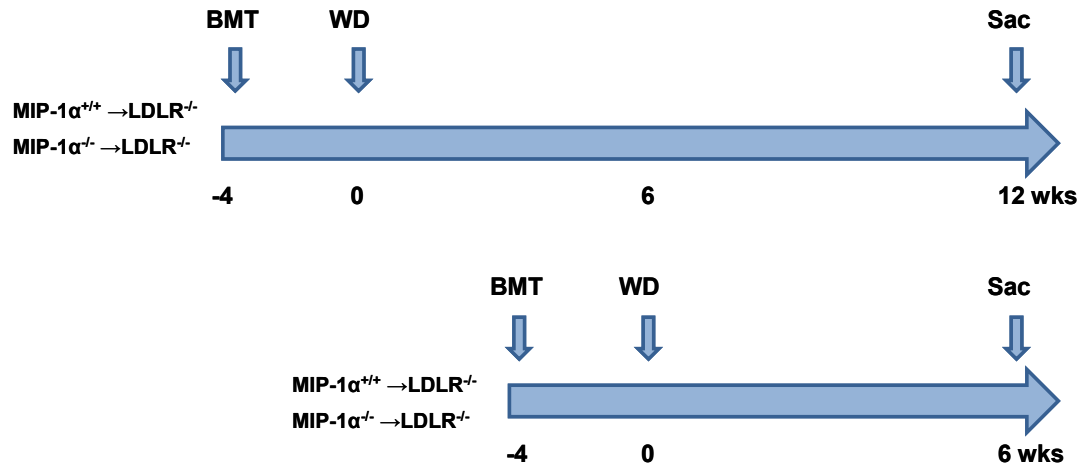 BMT WD Sac
MIP-1α+/+ →LDLR-/-
MIP-1α-/- →LDLR-/-
-4 0 6 12 wks
BMT WD Sac
MIP-1α+/+ →LDLR-/-
MIP-1α-/- →LDLR-/-
-4 0 6 wks